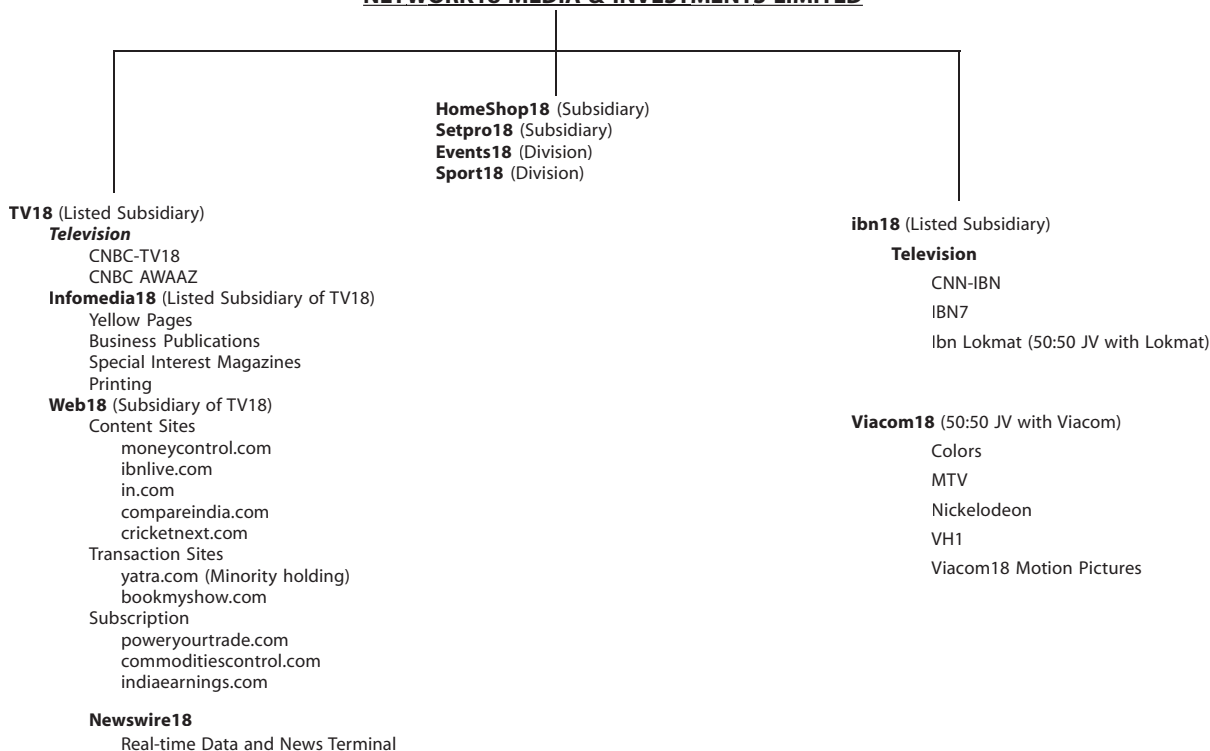 NETWORK18 MEDIA & INVESTMENTS LIMITED
HomeShop18 (Subsidiary)
Setpro18 (Subsidiary)
Events18 (Division)
Sport18 (Division)
TV18 (Listed Subsidiary)
Television
CNBC-TV18
CNBC AWAAZ
Infomedia18 (Listed Subsidiary of TV18)
Yellow Pages
Business Publications
Special Interest Magazines
Printing
Web18 (Subsidiary of TV18)
Content Sites
moneycontrol.com
ibnlive.com
in.com
compareindia.com
cricketnext.com
Transaction Sites
yatra.com (Minority holding)
bookmyshow.com
Subscription
poweryourtrade.com
commoditiescontrol.com
indiaearnings.com
Newswire18
Real-time Data and News Terminal
ibn18 (Listed Subsidiary)
Television
CNN-IBN
IBN7
Ibn Lokmat (50:50 JV with Lokmat)
Viacom18 (50:50 JV with Viacom)
Colors
MTV
Nickelodeon
VH1
Viacom18 Motion Pictures